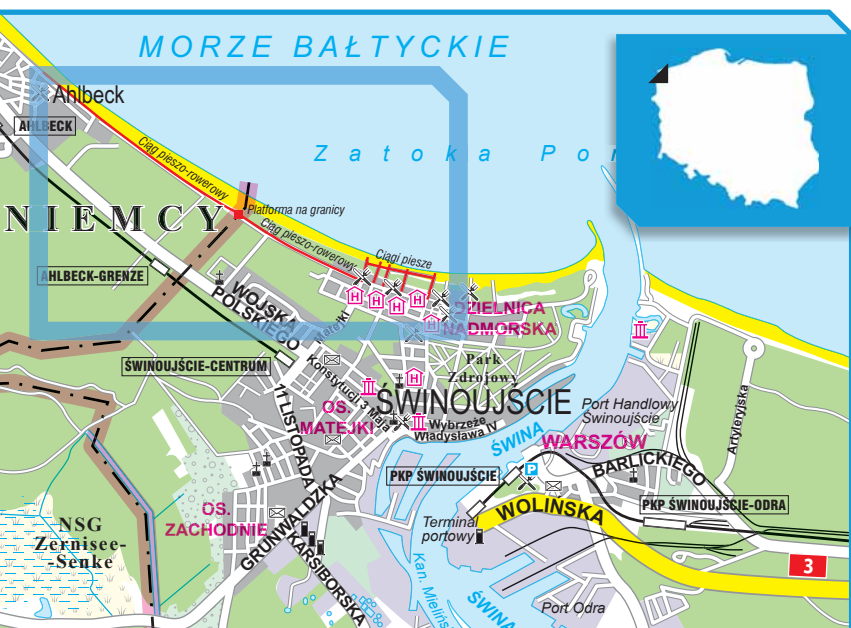 MORZE BAŁTYCKIE
Ahlbeck
AHLBECK
Ciąg pieszo-rowerowy
Zatoka Po
NIEMCY
Platforma na granicy
Ciąg pieszo-rowerowy
Ciągi piesze
AHLBECK-GRENZE
WOJSKA
POLSKIEGO
Matejki
DZIELNICA
NADMORSKA
ŚWINOUJŚCIE-CENTRUM
Park
Zdrojowy
Konstytucji 3 Maja
11 LISTOPADA
OS.
MATEJKI
ŚWINOUJŚCIE
Wybrzeże
Władysława IV
Port Handlowy
Świnoujście
Artyleryjska
ŚWINA
WARSZÓW
BARLICKIEGO
P
PKP ŚWINOUJŚCIE
PKP ŚWINOUJŚCIE-ODRA
WOLIŃSKA
OS.
ZACHODNIE
GRUNWALDZKA
KARSIBORSKA
NSG
Zernisee-
-Senke
Terminal
portowy
Kan. Mieliń
ŚWINA
Port Odra
3
H
H
H
H
H
H